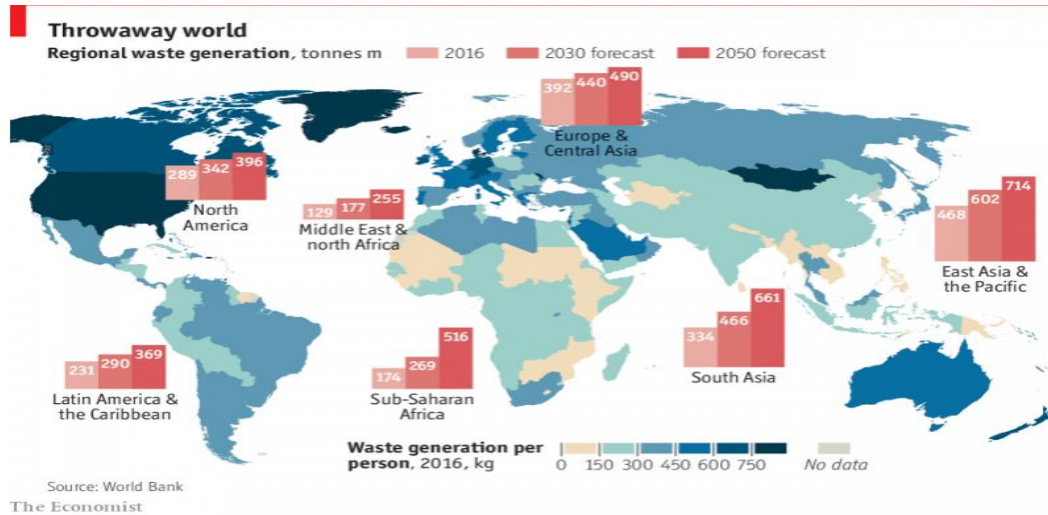 Throwaway world
Regional waste generation, tonnes m 2016 2030 forecast 2050 forecast
392 440 490
Europe &
Central Asia
289 342 396
North
America
129 177 255
Middle East &
north Africa
468 602 714
East Asia &
the Pacific
231 290 369
Latin America &
the Caribbean
174 269 516
Sub-Saharan
Africa
334 466 661
South Asia
Waste generation per
person, 2016, kg
0 150 300 450 600 750
No data
Source: World Bank
The Economist